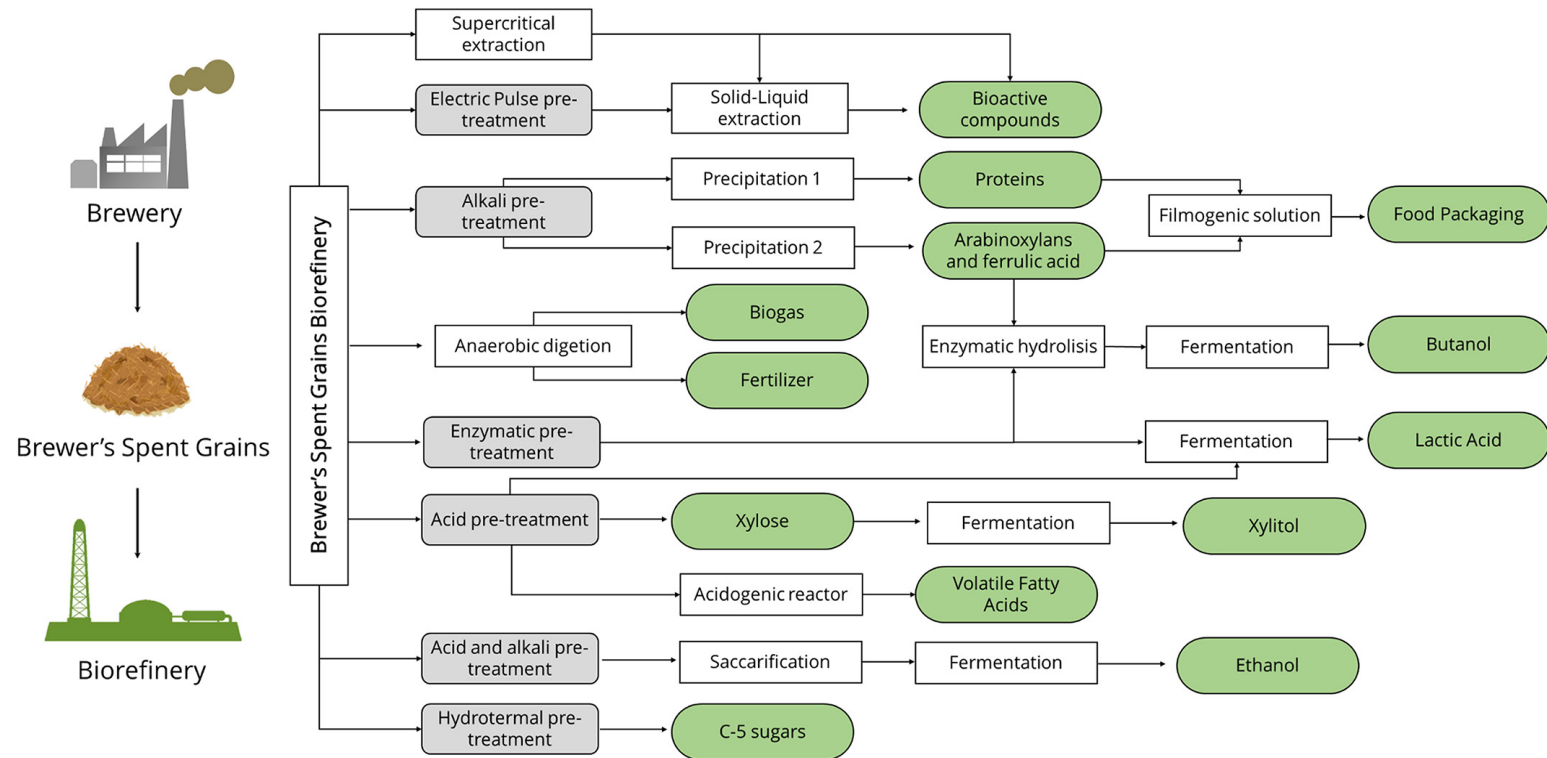 Brewery
Brewer's Spent Grains
Biorefinery
Brewer's Spent Grains Biorefinery
Supercritical
extraction
Electric Pulse pre-
treatment
Solid-Liquid
extraction
Bioactive
compounds
Alkali pre-
treatment
Precipitation 1
Proteins
Precipitation 2
Arabinoxylans
and ferrulic acid
Filmogenic solution
Food Packaging
Anaerobic digetion
Biogas
Fertilizer
Enzymatic hydrolisis
Fermentation
Butanol
Enzymatic pre-
treatment
Fermentation
Lactic Acid
Acid pre-treatment
Xylose
Fermentation
Xylitol
Acidogenic reactor
Volatile Fatty
Acids
Acid and alkali pre-
treatment
Saccarification
Fermentation
Ethanol
Hydrotermal pre-
treatment
C-5 sugars